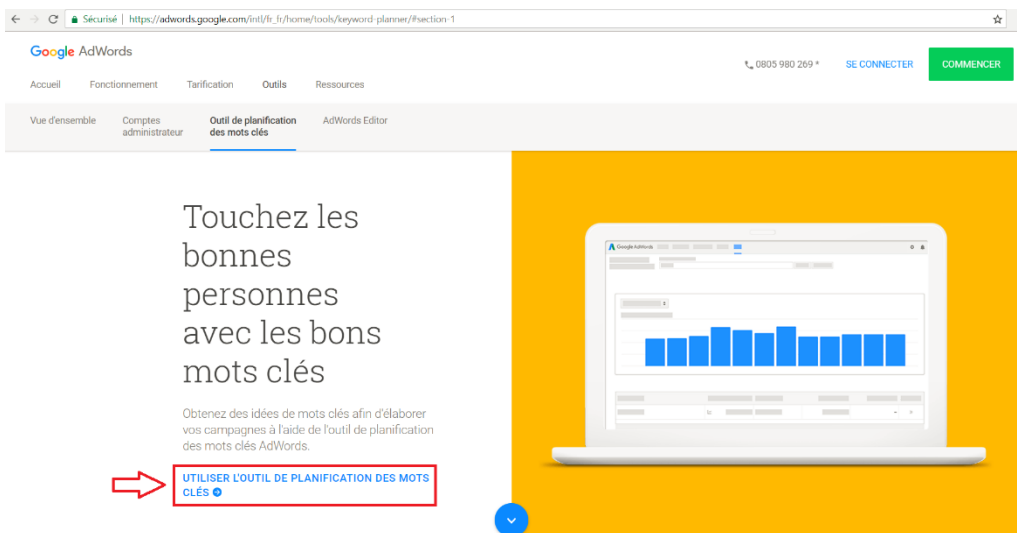 Sécurisé | https://adwords.google.com/intl/fr_fr/home/tools/keyword-planner/#section-1
Google AdWords
0805 980 269 *
SE CONNECTER
COMMENCER
Accueil
Fonctionnement
Tarification
Outils
Ressources
Vue d'ensemble
Comptes
administrateur
Outil de planification
des mots clés
AdWords Editor
Touchez les
bonnes
personnes
avec les bons
mots clés
Obtenez des idées de mots clés afin d'élaborer
vos campagnes à l'aide de l'outil de planification
des mots clés AdWords.
UTILISER L'OUTIL DE PLANIFICATION DES MOTS
CLÉS
Google AdWords